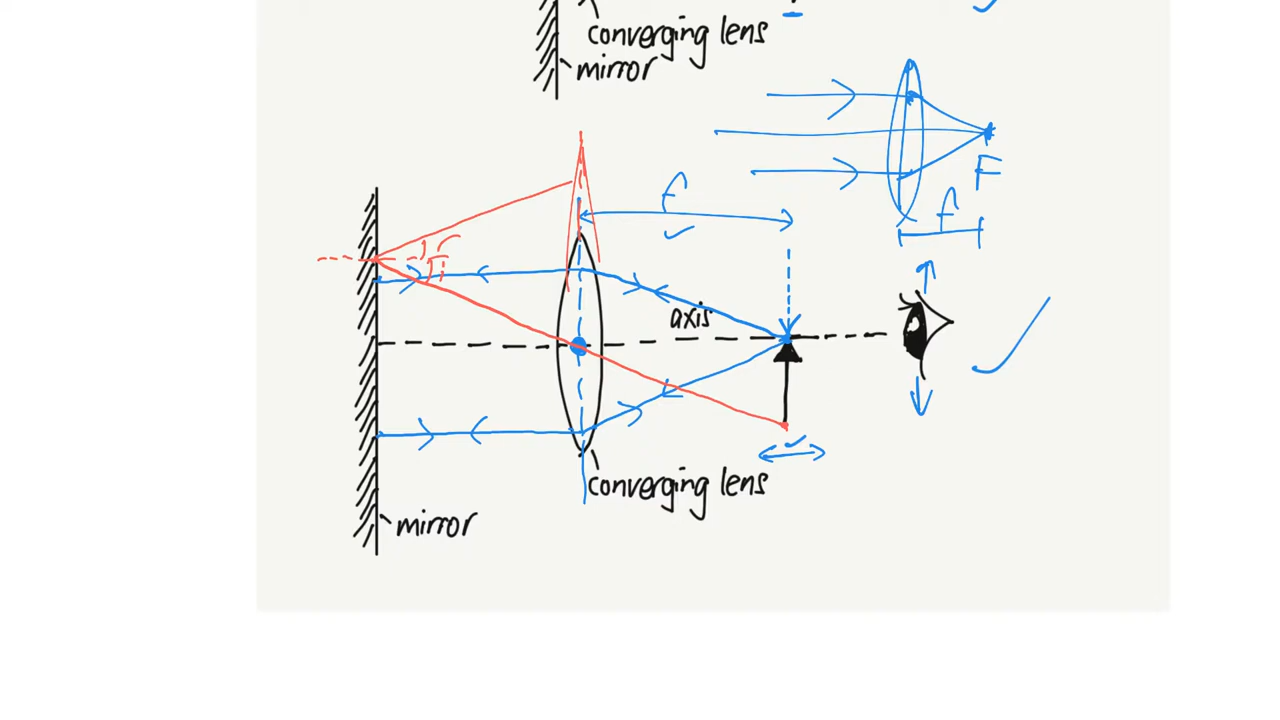 converging lens
mirror
f
F
f
r
i
axis
converging lens
mirror